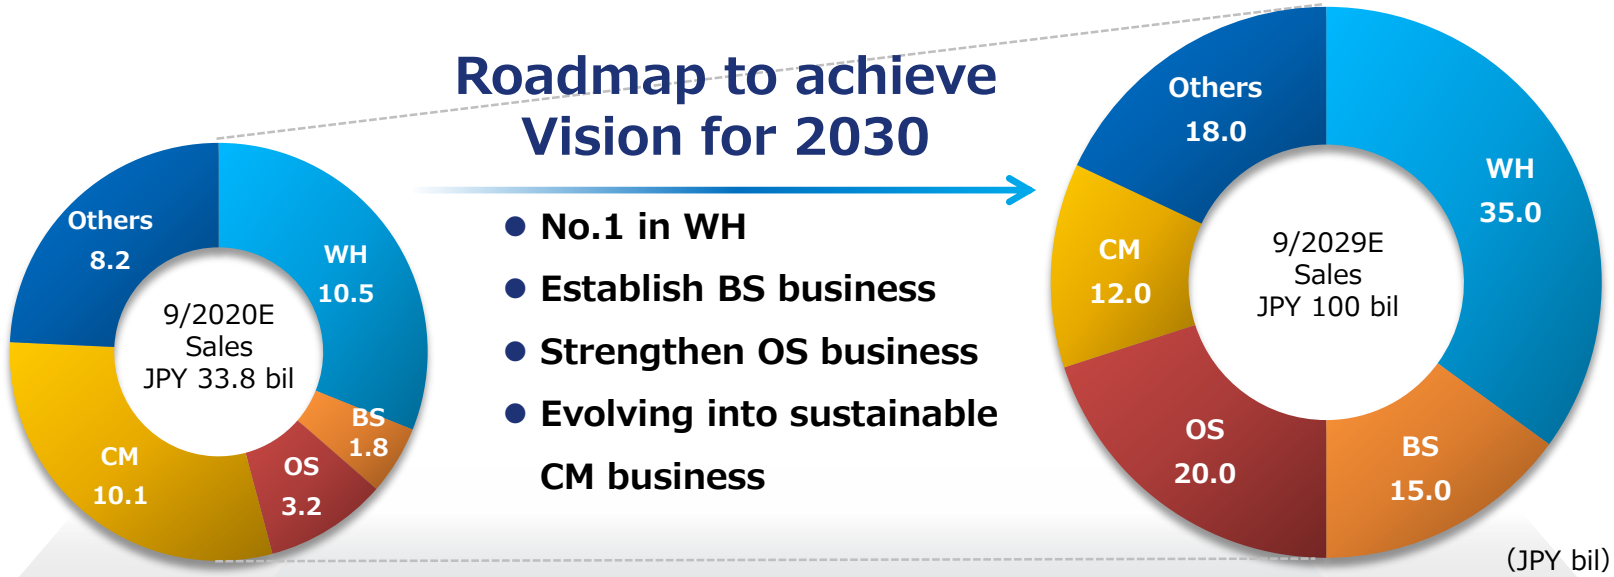 Roadmap to achieve
Vision for 2030
Others
8.2
WH
10.5
BS
1.8
OS
3.2
CM
10.1
9/2020E
Sales
JPY 33.8 bil
● No.1 in WH
● Establish BS business
● Strengthen OS business
● Evolving into sustainable
CM business
Others
18.0
WH
35.0
BS
15.0
OS
20.0
CM
12.0
9/2029E
Sales
JPY 100 bil
(JPY bil)